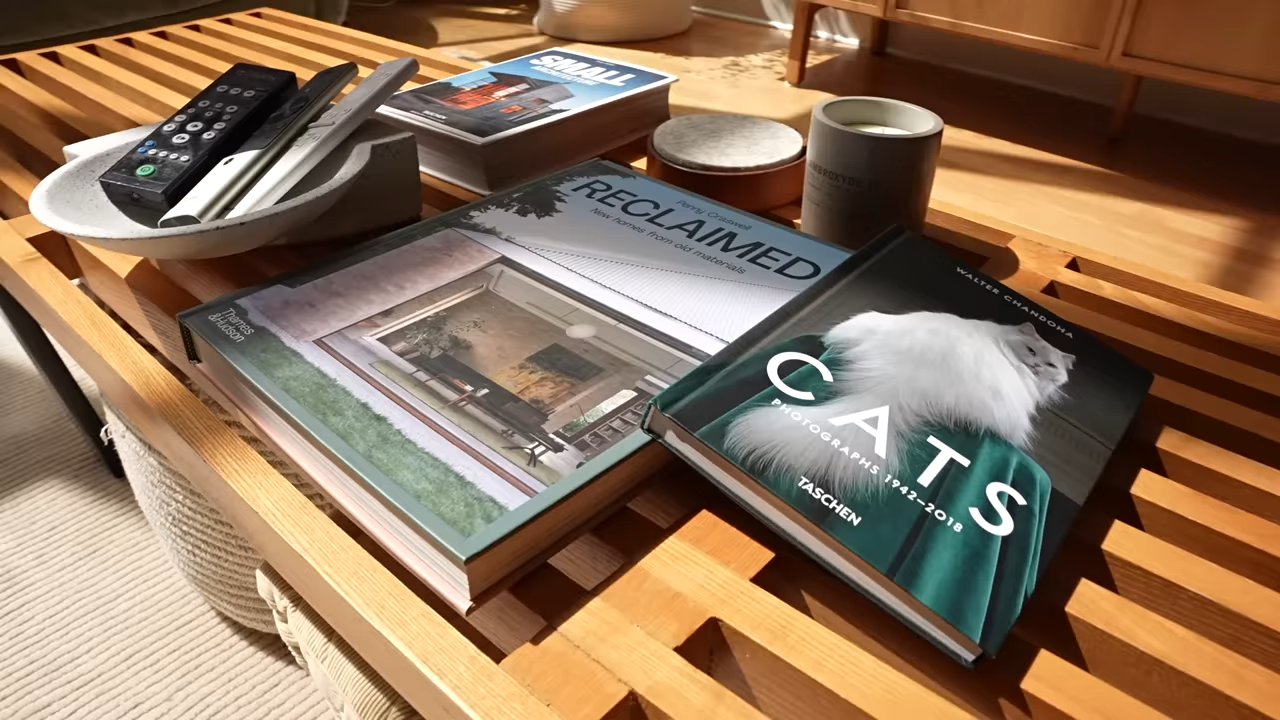 SMALL
Penny Craswell
RECLAIMED
New homes from old materials
Thames
&Hudson
WALTER CHANDOHA
CATS
PHOTOGRAPHS 1942–2018
TASCHEN